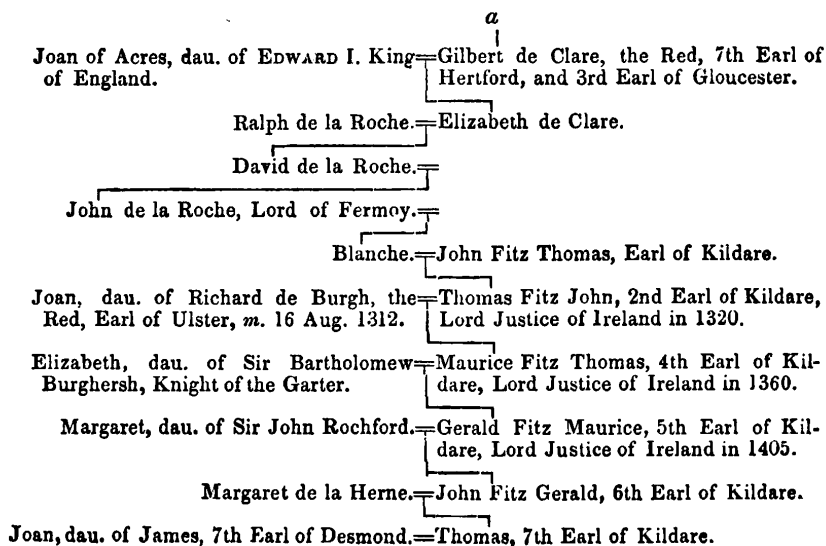 a
Joan of Acres, dau. of EDWARD I. King=Gilbert de Clare, the Red, 7th Earl of
of England. Hertford, and 3rd Earl of Gloucester.
Ralph de la Roche.=Elizabeth de Clare.
David de la Roche.=
John de la Roche, Lord of Fermoy.=
Blanche.=John Fitz Thomas, Earl of Kildare.
Joan, dau. of Richard de Burgh, the=Thomas Fitz John, 2nd Earl of Kildare,
Red, Earl of Ulster, m. 16 Aug. 1312. Lord Justice of Ireland in 1320.
Elizabeth, dau. of Sir Bartholomew=Maurice Fitz Thomas, 4th Earl of Kil-
Burghersh, Knight of the Garter. dare, Lord Justice of Ireland in 1360.
Margaret, dau. of Sir John Rochford.=Gerald Fitz Maurice, 5th Earl of Kil-
dare, Lord Justice of Ireland in 1405.
Margaret de la Herne.=John Fitz Gerald, 6th Earl of Kildare.
Joan, dau. of James, 7th Earl of Desmond.=Thomas, 7th Earl of Kildare.